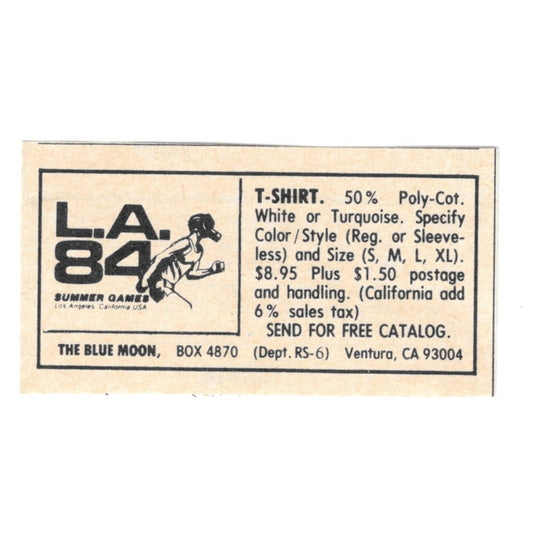 L.A.
84
SUMMER GAMES
Los Angeles, California USA
T-SHIRT. 50% Poly-Cot.
White or Turquoise. Specify
Color/Style (Reg. or Sleeve-
less) and Size (S, M, L, XL).
$8.95 Plus $1.50 postage
and handling. (California add
6% sales tax)
SEND FOR FREE CATALOG.
THE BLUE MOON, BOX 4870 (Dept. RS-6) Ventura, CA 93004